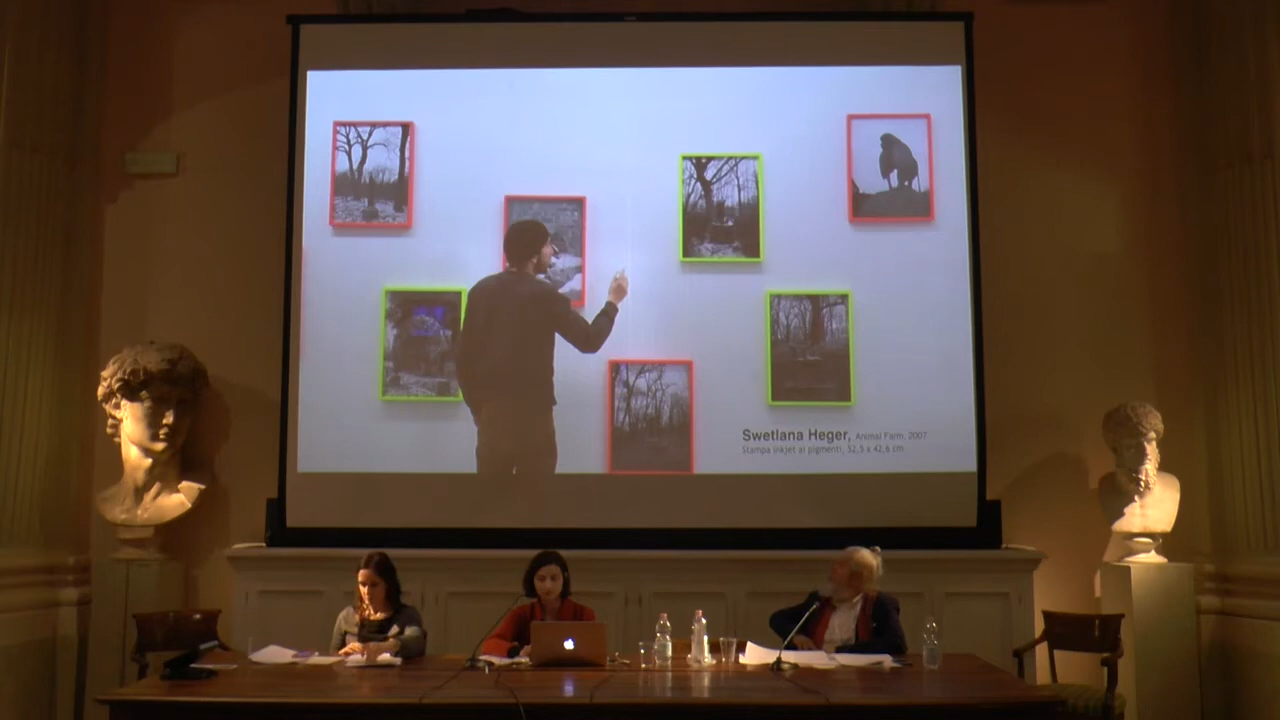 Swetlana Heger, Animal Farm, 2007
Stampa inkjet ai pigmenti, 52,5 x 42,6 cm